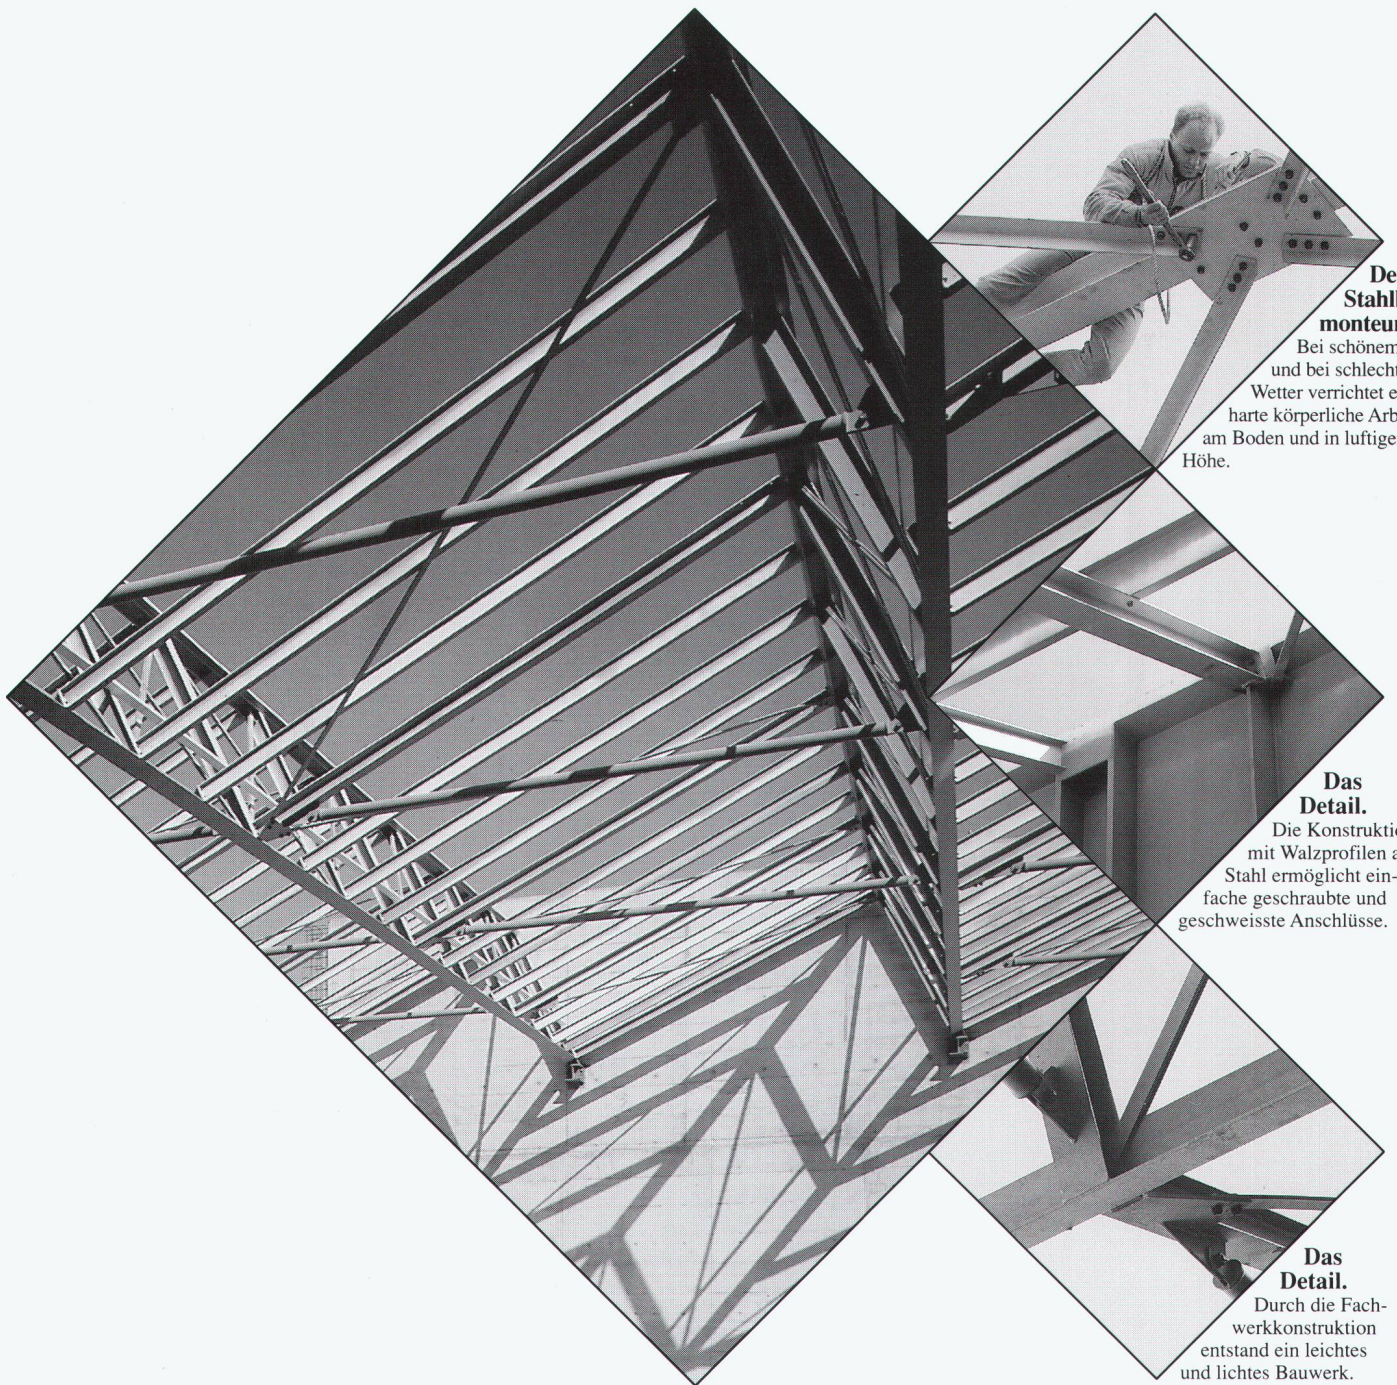 De
Stahl
monteur
Bei schönem
und bei schlecht
Wetter verrichtet e
harte körperliche Arb
am Boden und in luftige
Höhe.
Das
Detail.
Die Konstruktio
mit Walzprofilen a
Stahl ermöglicht ein-
fache geschraubte und
geschweisste Anschlüsse.
Das
Detail.
Durch die Fach-
werkkonstruktion
entstand ein leichtes
und lichtes Bauwerk.